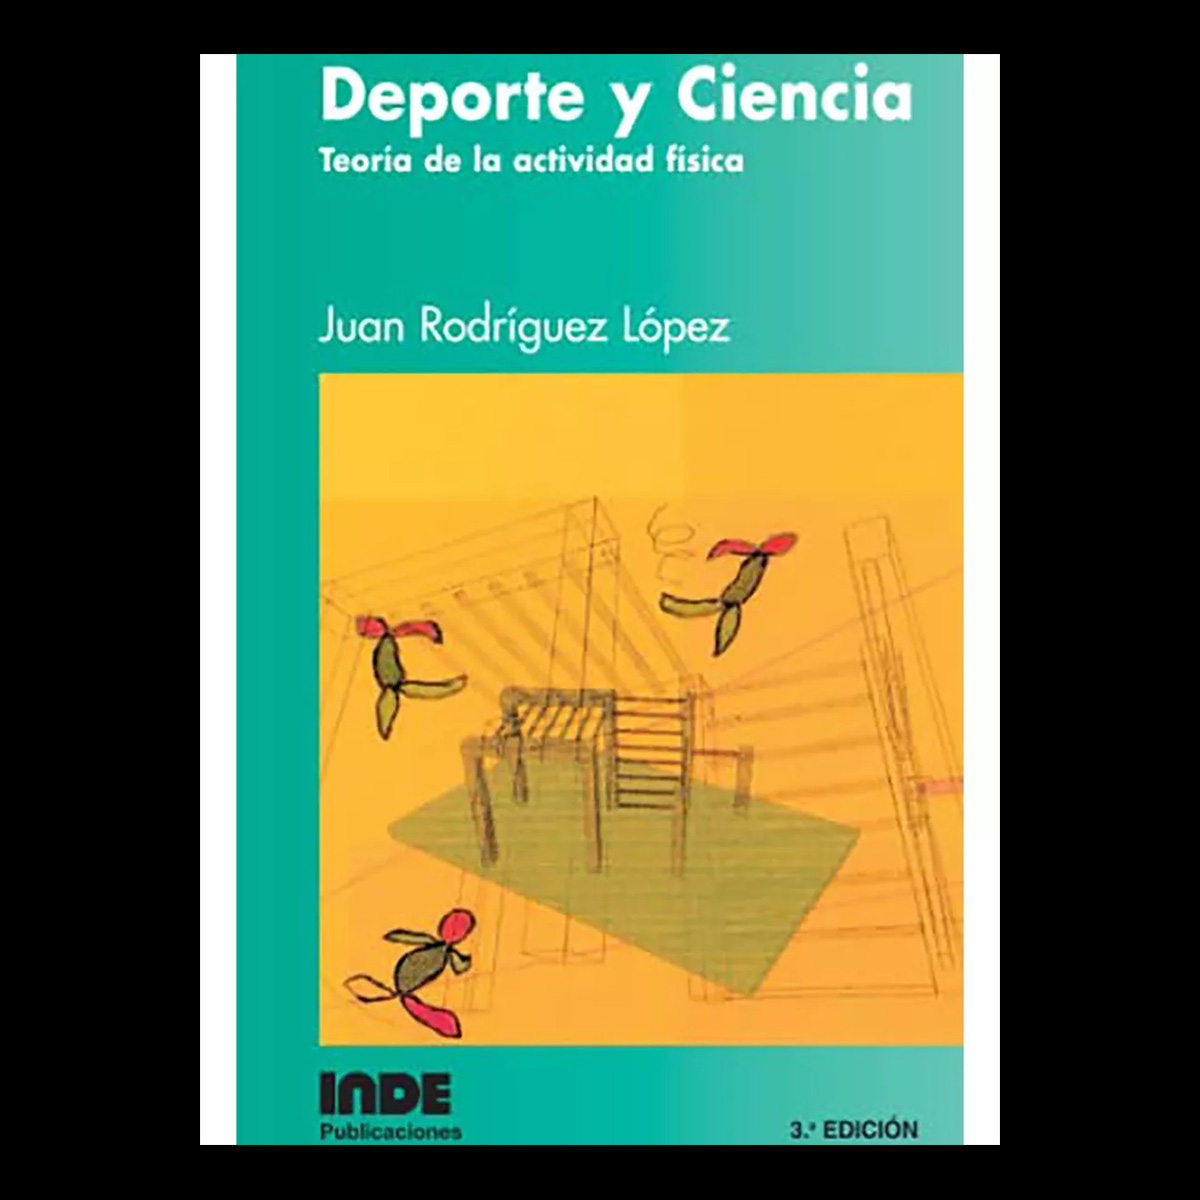 Deporte y Ciencia
Teoría de la actividad física
Juan Rodríguez López
INDE
Publicaciones
3.ª EDICIÓN